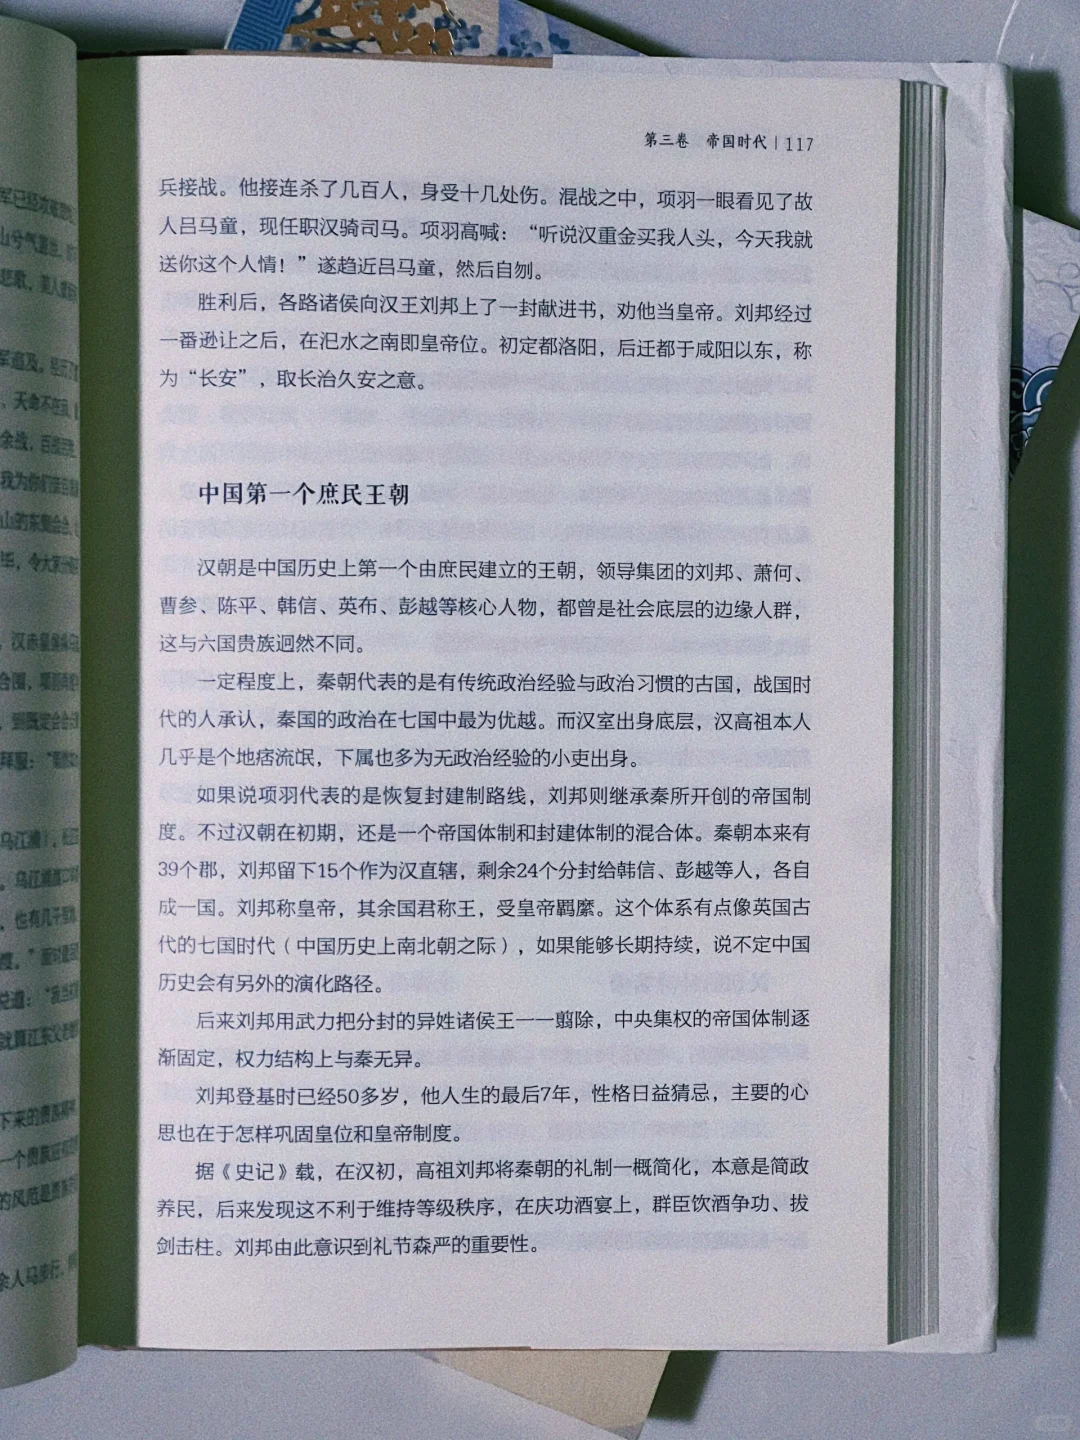 第三卷 帝国时代 | 117
兵接战。他接连杀了几百人，身受十几处伤。混战之中，项羽一眼看见了故
人吕马童，现任职汉骑司马。项羽高喊：“听说汉重金买我人头，今天我就
送你这个人情！”遂趋近吕马童，然后自刎。
胜利后，各路诸侯向汉王刘邦上了一封献进书，劝他当皇帝。刘邦经过
一番逊让之后，在汜水之南即皇帝位。初定都洛阳，后迁都于咸阳以东，称
为“长安”，取长治久安之意。
中国第一个庶民王朝
汉朝是中国历史上第一个由庶民建立的王朝，领导集团的刘邦、萧何、
曹参、陈平、韩信、英布、彭越等核心人物，都曾是社会底层的边缘人群，
这与六国贵族迥然不同。
一定程度上，秦朝代表的是有传统政治经验与政治习惯的古国，战国时
代的人承认，秦国的政治在七国中最为优越。而汉室出身底层，汉高祖本人
几乎是个地痞流氓，下属也多为无政治经验的小吏出身。
如果说项羽代表的是恢复封建制路线，刘邦则继承秦所开创的帝国制
度。不过汉朝在初期，还是一个帝国体制和封建体制的混合体。秦朝本来有
39个郡，刘邦留下15个作为汉直辖，剩余24个分封给韩信、彭越等人，各自
成一国。刘邦称皇帝，其余国君称王，受皇帝羁縻。这个体系有点像英国古
代的七国时代（中国历史上南北朝之际），如果能够长期持续，说不定中国
历史会有另外的演化路径。
后来刘邦用武力把分封的异姓诸侯王一一翦除，中央集权的帝国体制逐
渐固定，权力结构上与秦无异。
刘邦登基时已经50多岁，他人生的最后7年，性格日益猜忌，主要的心
思也在于怎样巩固皇位和皇帝制度。
据《史记》载，在汉初，高祖刘邦将秦朝的礼制一概简化，本意是简政
养民，后来发现这不利于维持等级秩序，在庆功酒宴上，群臣饮酒争功、拔
剑击柱。刘邦由此意识到礼节森严的重要性。